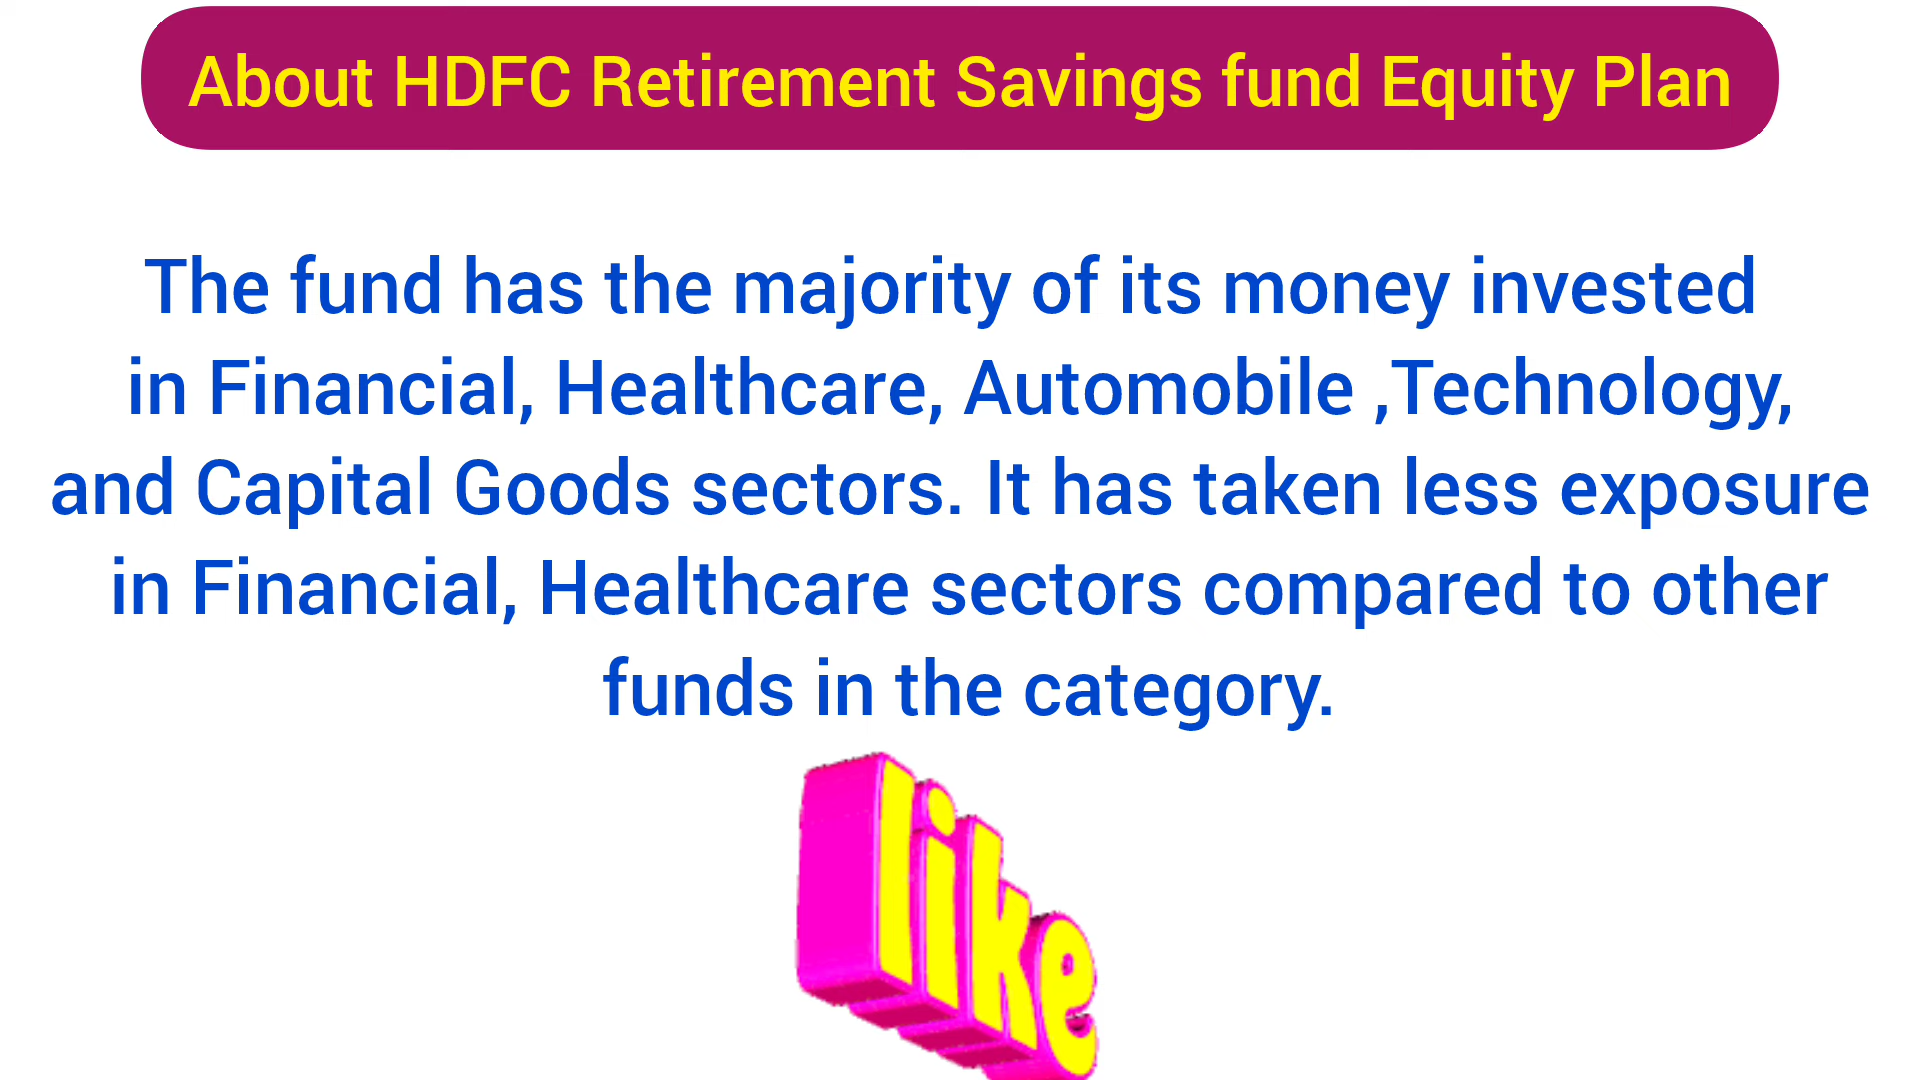 About HDFC Retirement Savings fund Equity Plan
The fund has the majority of its money invested
in Financial, Healthcare, Automobile ,Technology,
and Capital Goods sectors. It has taken less exposure
in Financial, Healthcare sectors compared to other
funds in the category.
like